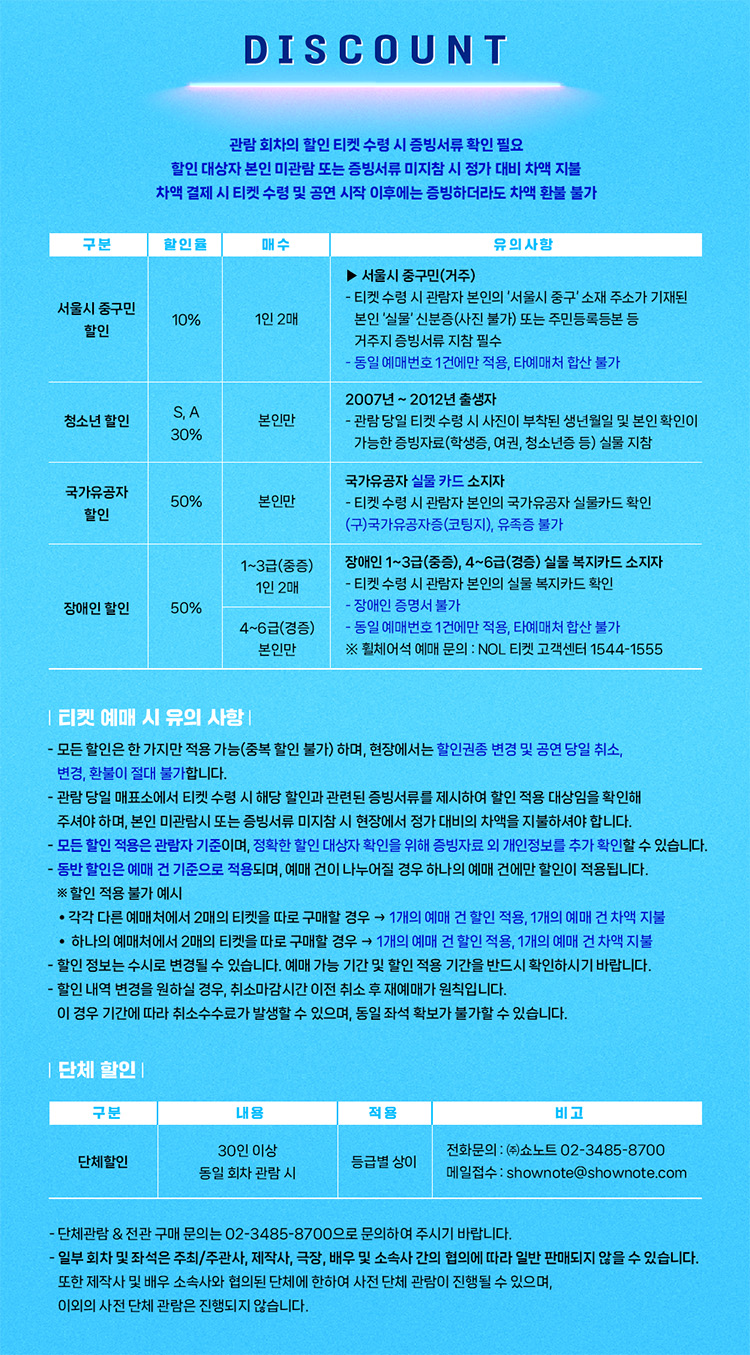 DISCOUNT
관람 회차의 할인 티켓 수령 시 증빙서류 확인 필요
할인 대상자 본인 미관람 또는 증빙서류 미지참 시 정가 대비 차액 지불
차액 결제 시 티켓 수령 및 공연 시작 이후에는 증빙하더라도 차액 환불 불가
구분 할인율 매수 유의사항
서울시 중구민
할인
10%
1인 2매
▶ 서울시 중구민(거주)
- 티켓 수령 시 관람자 본인의 '서울시 중구' 소재 주소가 기재된
본인 '실물' 신분증(사진 불가) 또는 주민등록등본 등
거주지 증빙서류 지참 필수
- 동일 예매번호 1건에만 적용, 타예매처 합산 불가
청소년 할인
S, A
30%
본인만
2007년 ~ 2012년 출생자
- 관람 당일 티켓 수령 시 사진이 부착된 생년월일 및 본인 확인이
가능한 증빙자료(학생증, 여권, 청소년증 등) 실물 지참
국가유공자
할인
50%
본인만
국가유공자 실물 카드 소지자
- 티켓 수령 시 관람자 본인의 국가유공자 실물카드 확인
(구)국가유공자증(코팅지), 유족증 불가
장애인 할인
50%
1~3급(중증)
1인 2매
4~6급(경증)
본인만
장애인 1~3급(중증), 4~6급(경증) 실물 복지카드 소지자
- 티켓 수령 시 관람자 본인의 실물 복지카드 확인
- 장애인 증명서 불가
- 동일 예매번호 1건에만 적용, 타예매처 합산 불가
※ 휠체어석 예매 문의 : NOL 티켓 고객센터 1544-1555
| 티켓 예매 시 유의 사항 |
- 모든 할인은 한 가지만 적용 가능(중복 할인 불가) 하며, 현장에서는 할인권종 변경 및 공연 당일 취소,
변경, 환불이 절대 불가합니다.
- 관람 당일 매표소에서 티켓 수령 시 해당 할인과 관련된 증빙서류를 제시하여 할인 적용 대상임을 확인해
주셔야 하며, 본인 미관람시 또는 증빙서류 미지참 시 현장에서 정가 대비의 차액을 지불하셔야 합니다.
- 모든 할인 적용은 관람자 기준이며, 정확한 할인 대상자 확인을 위해 증빙자료 외 개인정보를 추가 확인할 수 있습니다.
- 동반 할인은 예매 건 기준으로 적용되며, 예매 건이 나누어질 경우 하나의 예매 건에만 할인이 적용됩니다.
※ 할인 적용 불가 예시
• 각각 다른 예매처에서 2매의 티켓을 따로 구매할 경우 → 1개의 예매 건 할인 적용, 1개의 예매 건 차액 지불
• 하나의 예매처에서 2매의 티켓을 따로 구매할 경우 → 1개의 예매 건 할인 적용, 1개의 예매 건 차액 지불
- 할인 정보는 수시로 변경될 수 있습니다. 예매 가능 기간 및 할인 적용 기간을 반드시 확인하시기 바랍니다.
- 할인 내역 변경을 원하실 경우, 취소마감시간 이전 취소 후 재예매가 원칙입니다.
이 경우 기간에 따라 취소수수료가 발생할 수 있으며, 동일 좌석 확보가 불가할 수 있습니다.
| 단체 할인 |
구분 내용 적용 비고
단체할인
30인 이상
동일 회차 관람 시
등급별 상이
전화문의 : ㈜쇼노트 02-3485-8700
메일접수 : shownote@shownote.com
- 단체관람 & 전관 구매 문의는 02-3485-8700으로 문의하여 주시기 바랍니다.
- 일부 회차 및 좌석은 주최/주관사, 제작사, 극장, 배우 및 소속사 간의 협의에 따라 일반 판매되지 않을 수 있습니다.
또한 제작사 및 배우 소속사와 협의된 단체에 한하여 사전 단체 관람이 진행될 수 있으며,
이외의 사전 단체 관람은 진행되지 않습니다.